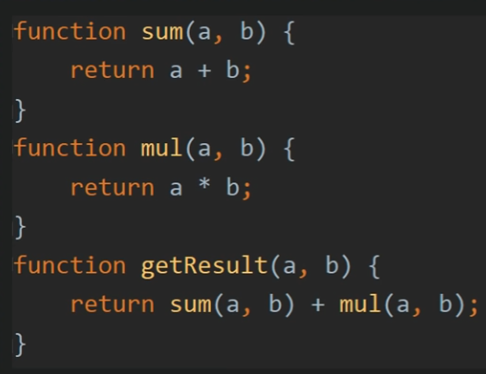 function sum(a, b) {
    return a + b;
}
function mul(a, b) {
    return a * b;
}
function getResult(a, b) {
    return sum(a, b) + mul(a, b);
}